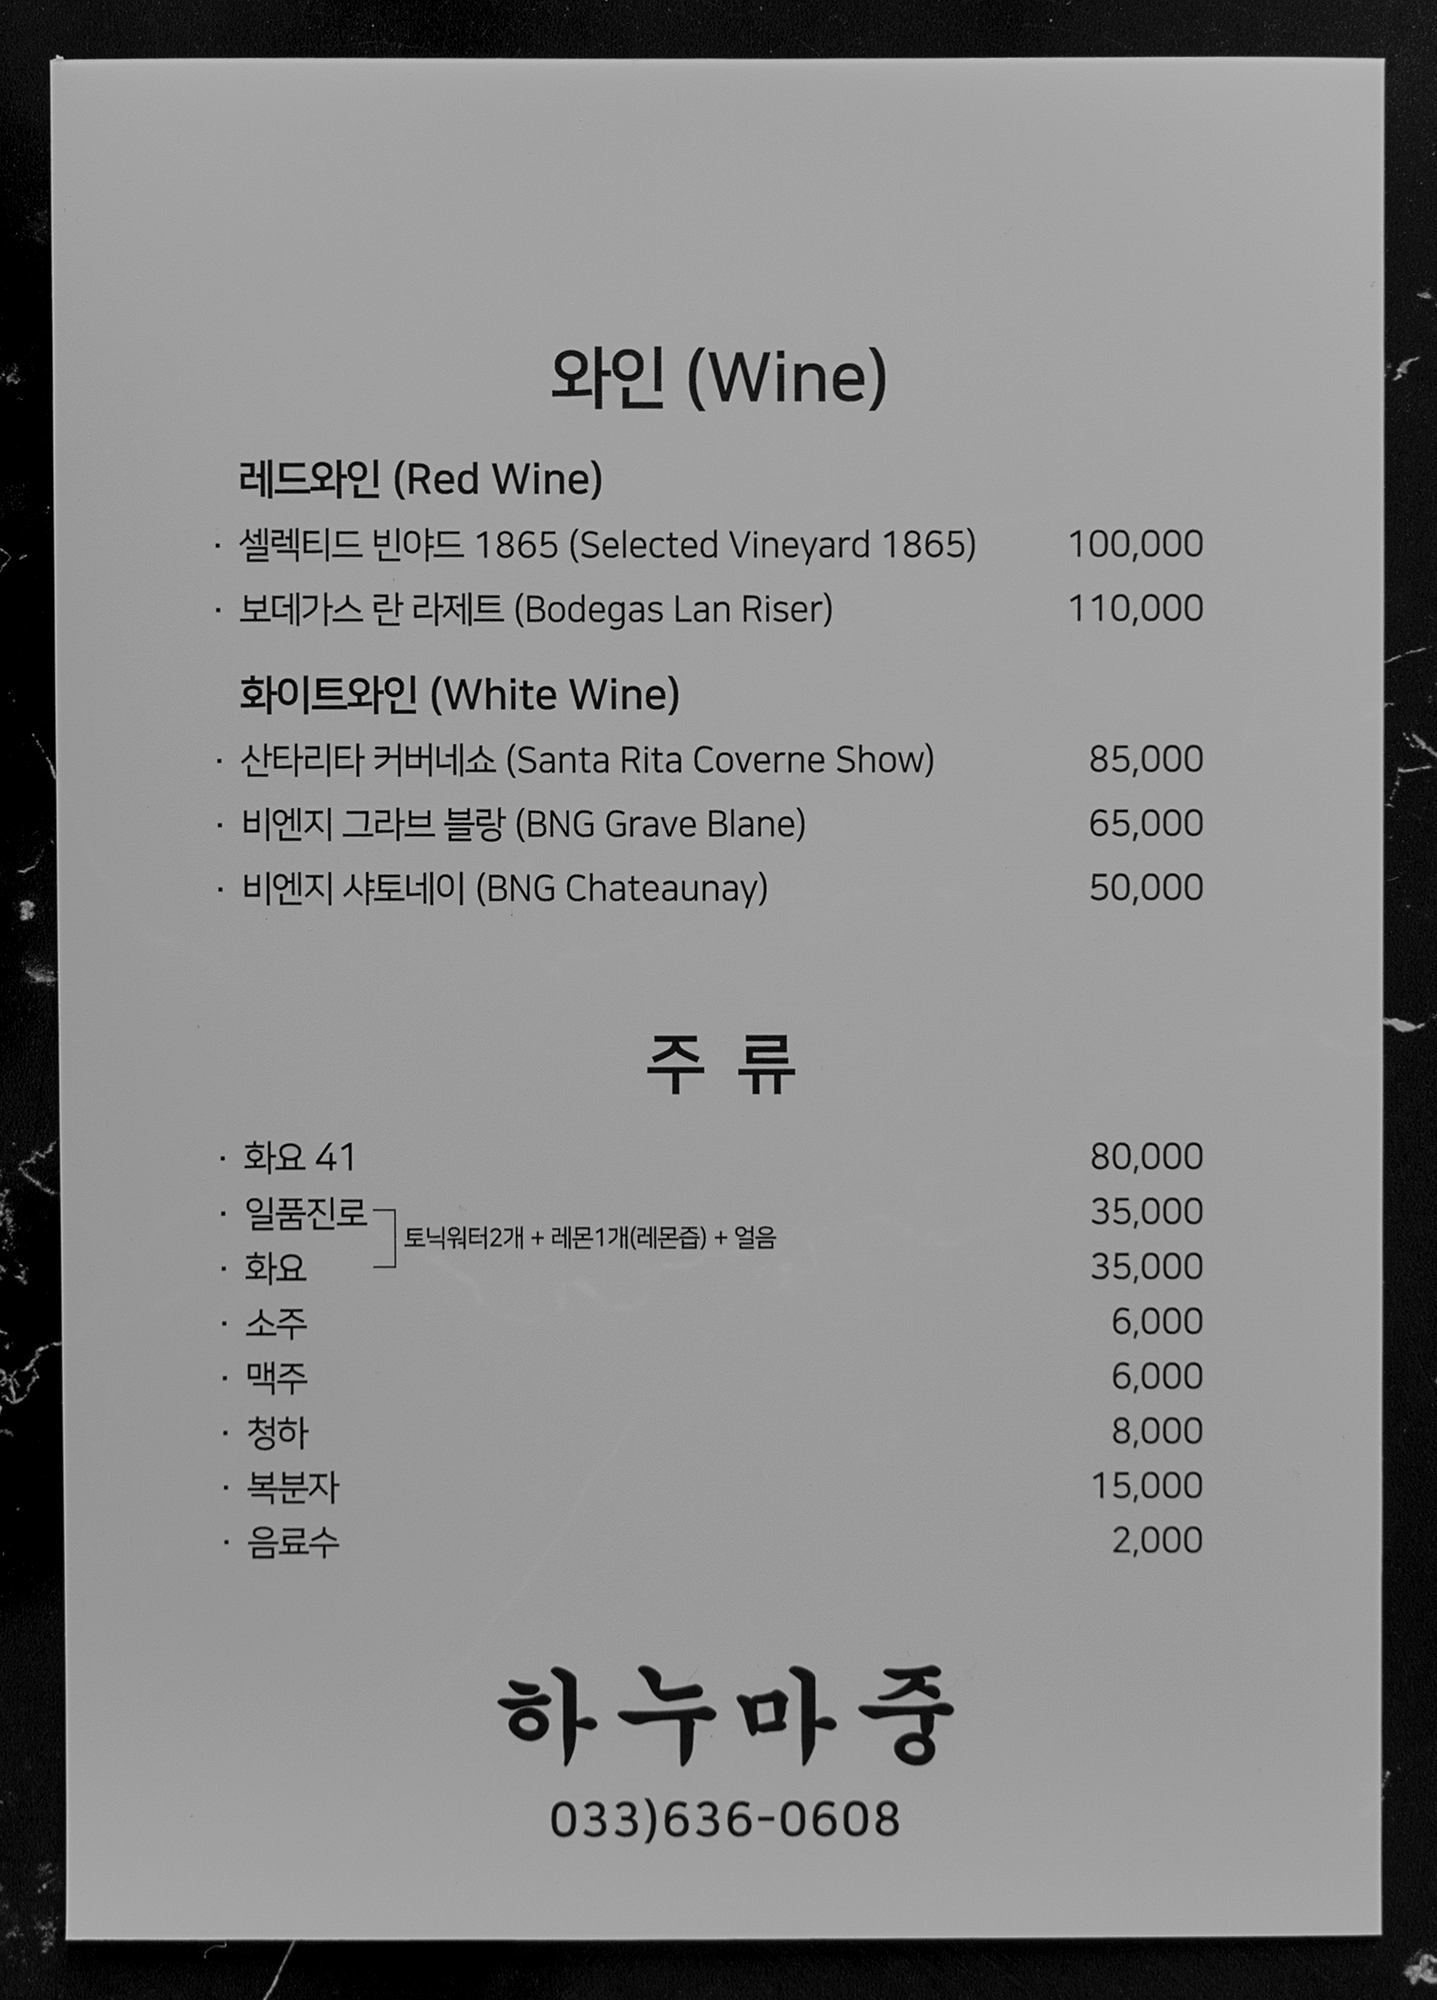 와인 (Wine)
레드와인 (Red Wine)
· 셀렉티드 빈야드 1865 (Selected Vineyard 1865) 100,000
· 보데가스 란 라제트 (Bodegas Lan Riser) 110,000
화이트와인 (White Wine)
· 산타리타 커버네쇼 (Santa Rita Coverne Show) 85,000
· 비엔지 그라브 블랑 (BNG Grave Blane) 65,000
· 비엔지 샤토네이 (BNG Chateaunay) 50,000
주 류
· 화요 41 80,000
· 일품진로 35,000
토닉워터2개 + 레몬1개(레몬즙) + 얼음
· 화요 35,000
· 소주 6,000
· 맥주 6,000
· 청하 8,000
· 복분자 15,000
· 음료수 2,000
하누마중
033)636-0608